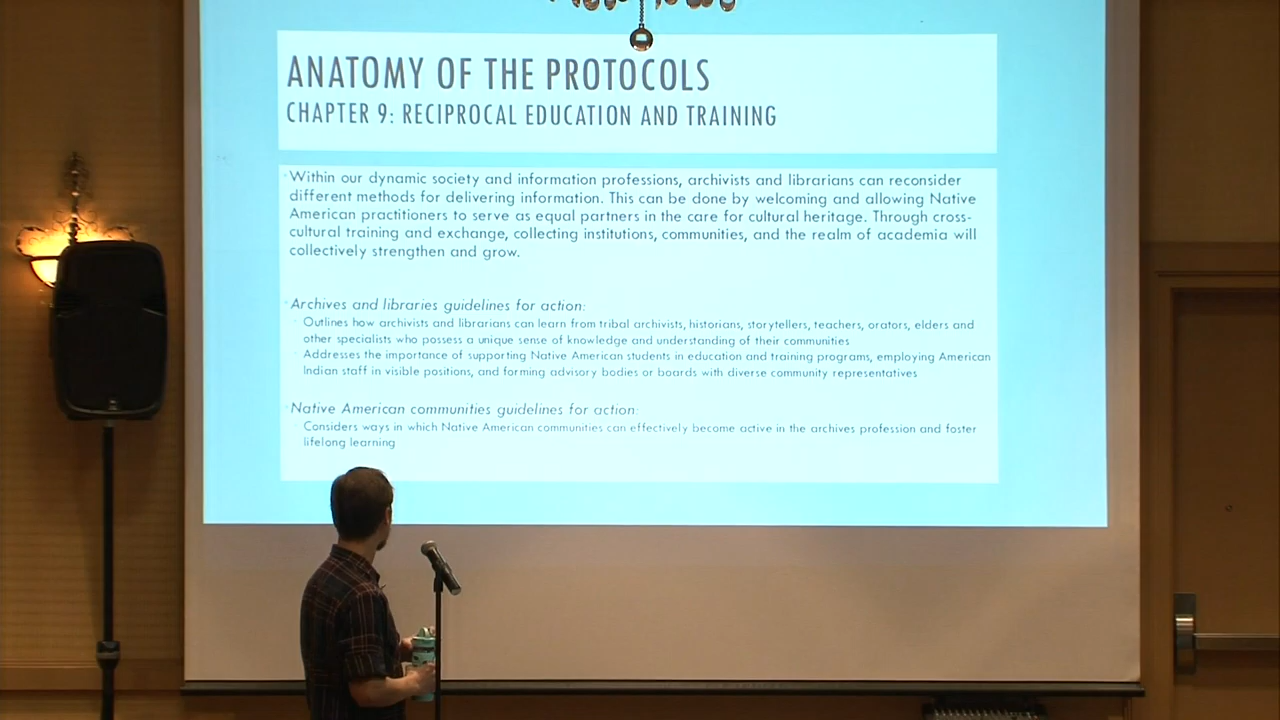 ANATOMY OF THE PROTOCOLS
CHAPTER 9: RECIPROCAL EDUCATION AND TRAINING
Within our dynamic society and information professions, archivists and librarians can reconsider
different methods for delivering information. This can be done by welcoming and allowing Native
American practitioners to serve as equal partners in the care for cultural heritage. Through cross-
cultural training and exchange, collecting institutions, communities, and the realm of academia will
collectively strengthen and grow.
Archives and libraries guidelines for action:
Outlines how archivists and librarians can learn from tribal archivists, historians, storytellers, teachers, orators, elders and
other specialists who possess a unique sense of knowledge and understanding of their communities
Addresses the importance of supporting Native American students in education and training programs, employing American
Indian staff in visible positions, and forming advisory bodies or boards with diverse community representatives
Native American communities guidelines for action:
Considers ways in which Native American communities can effectively become active in the archives profession and foster
lifelong learning